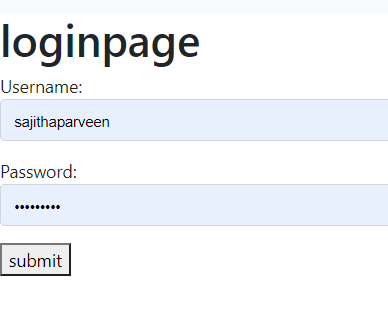 loginpage
Username:
sajithaparveen
Password:
•••••••••
submit